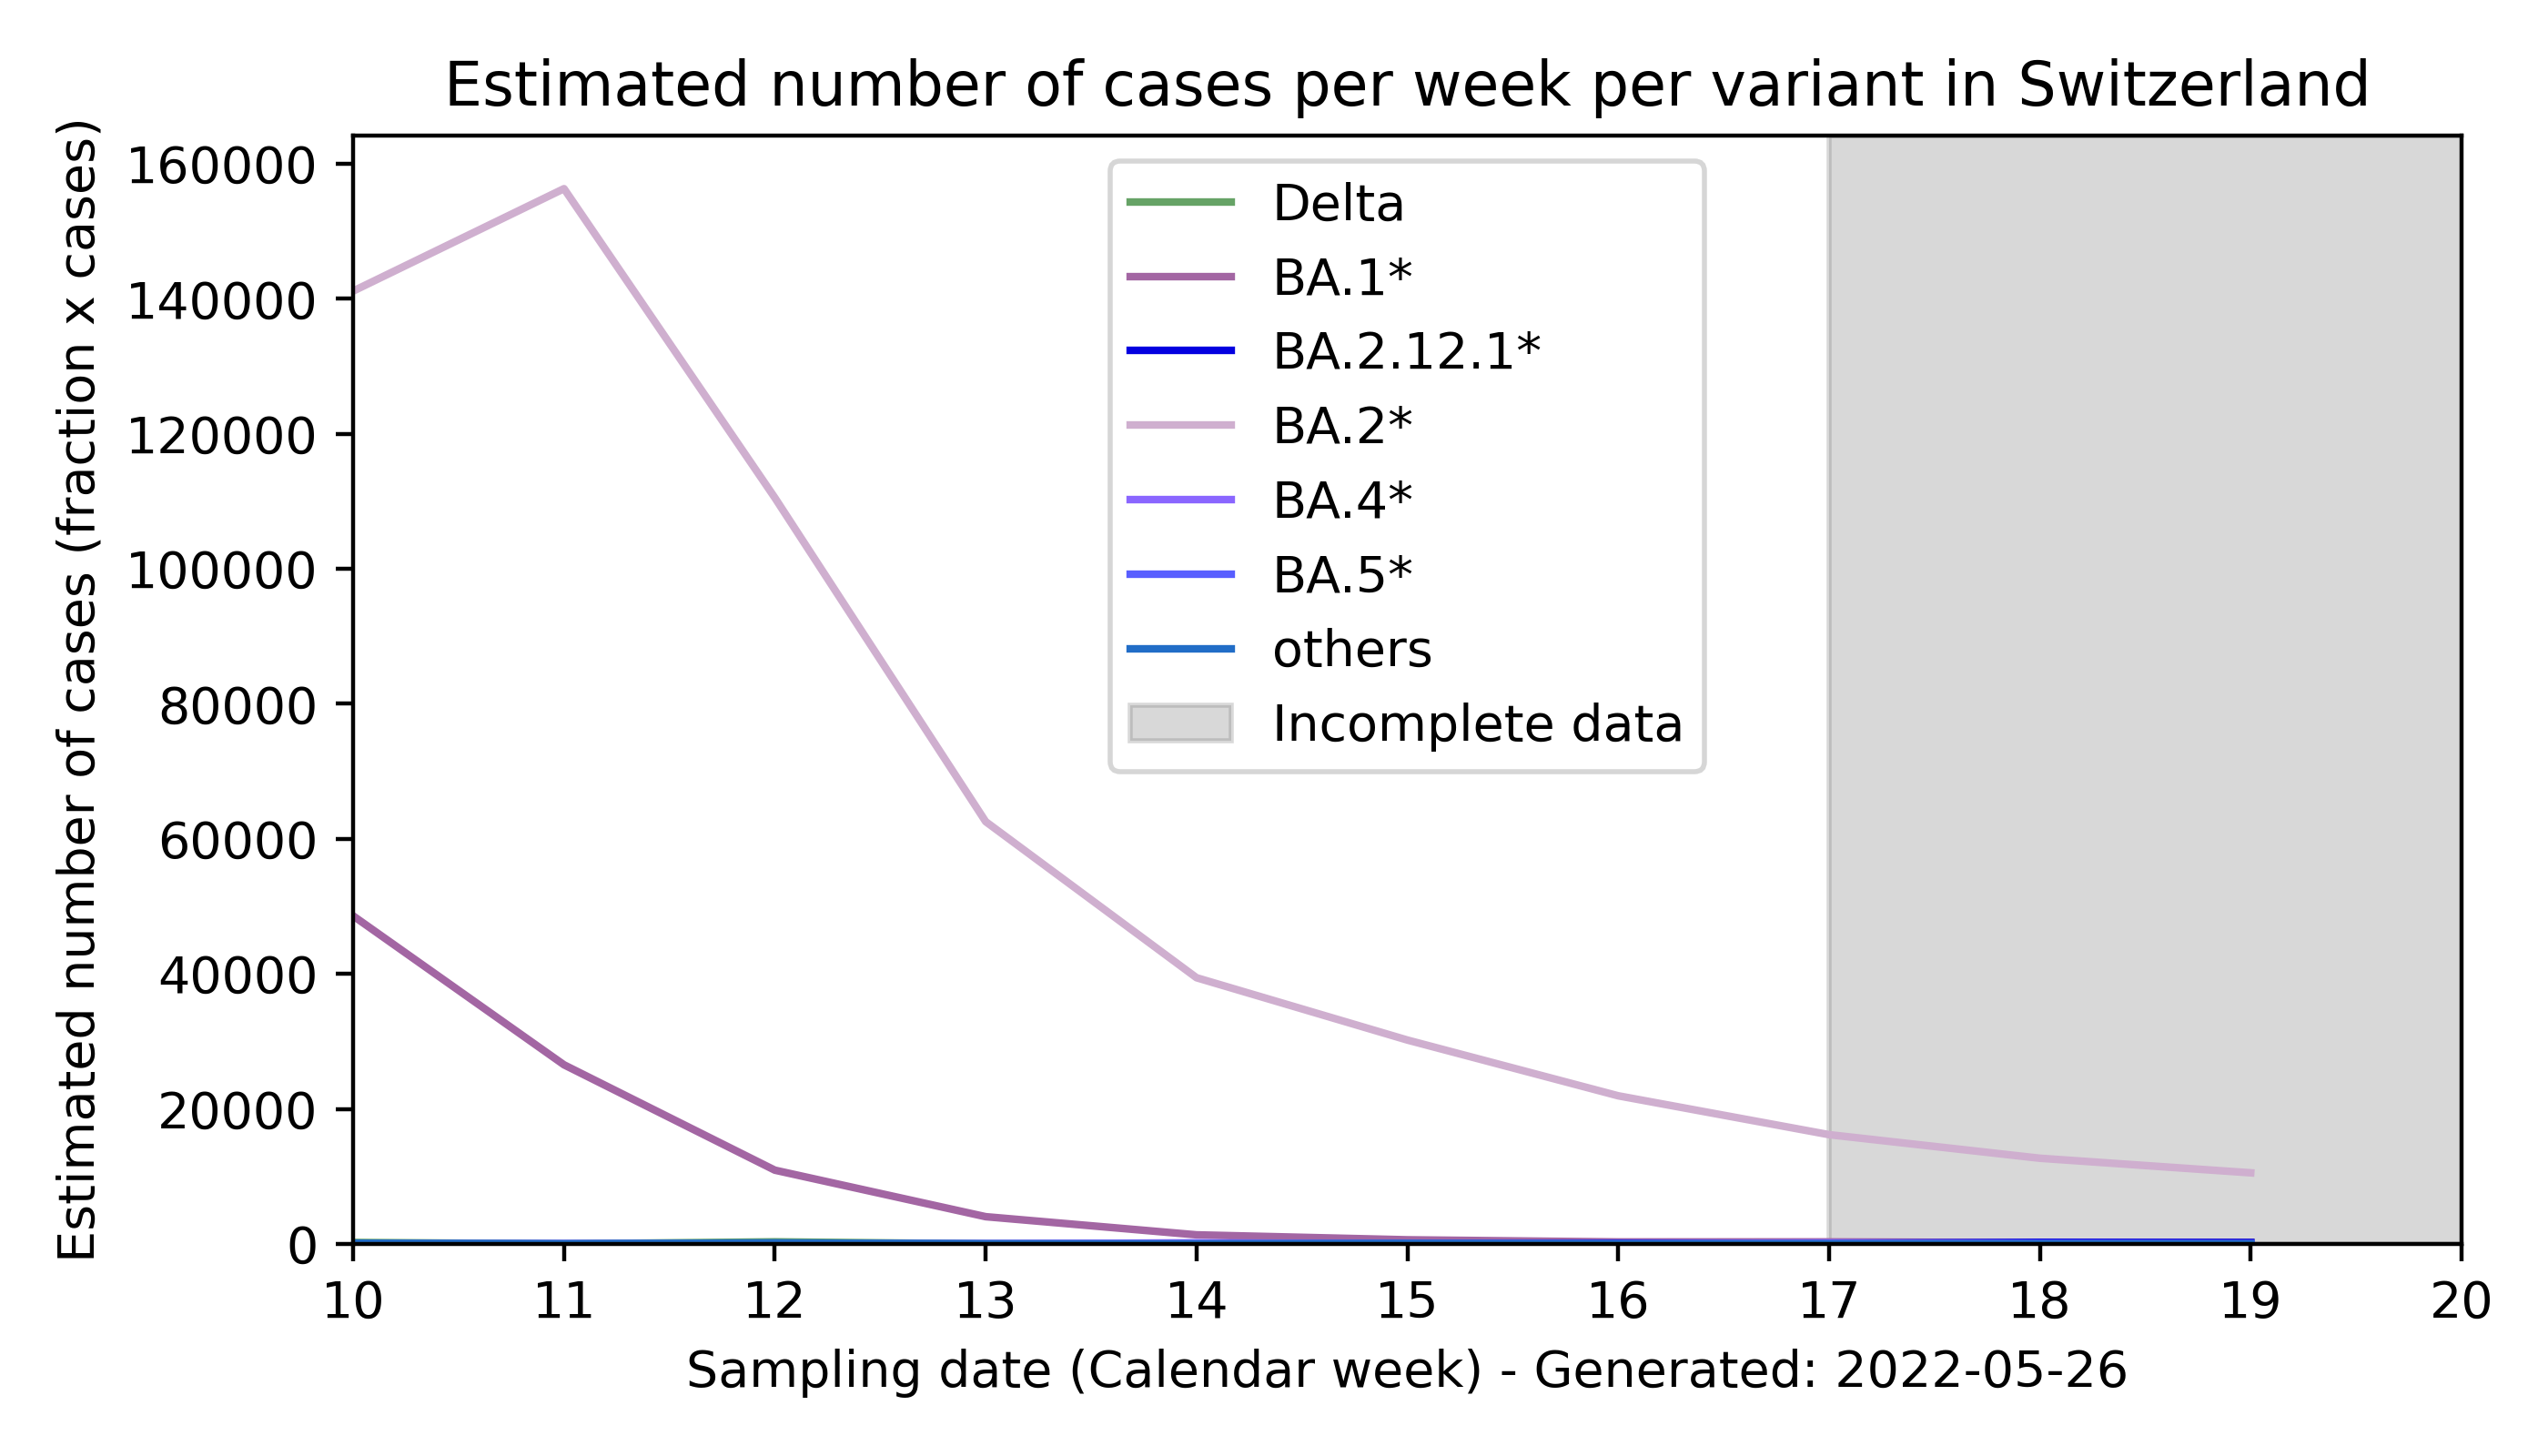 Estimated number of cases per week per variant in Switzerland
Estimated number of cases (fraction x cases)
160000
140000
120000
100000
80000
60000
40000
20000
0
Delta
BA.1*
BA.2.12.1*
BA.2*
BA.4*
BA.5*
others
Incomplete data
10 11 12 13 14 15 16 17 18 19 20
Sampling date (Calendar week) - Generated: 2022-05-26